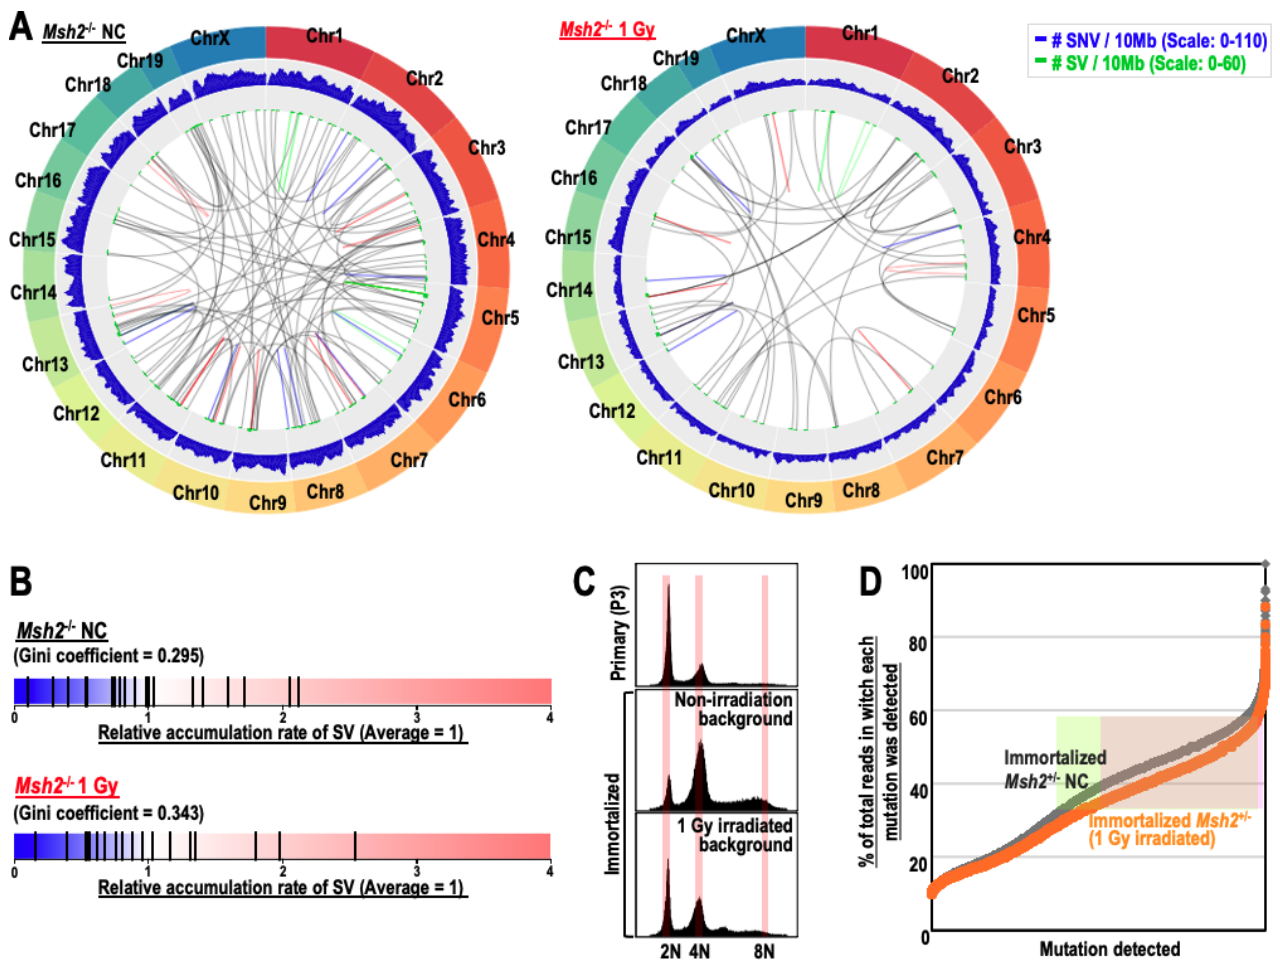 A
Msh2-/- NC
Msh2-/- 1 Gy
# SNV / 10Mb (Scale: 0-110)
# SV / 10Mb (Scale: 0-60)
Chr1
Chr2
Chr3
Chr4
Chr5
Chr6
Chr7
Chr8
Chr9
Chr10
Chr11
Chr12
Chr13
Chr14
Chr15
Chr16
Chr17
Chr18
Chr19
ChrX
Chr1
Chr2
Chr3
Chr4
Chr5
Chr6
Chr7
Chr8
Chr9
Chr10
Chr11
Chr12
Chr13
Chr14
Chr15
Chr16
Chr17
Chr18
Chr19
ChrX
B
Msh2-/- NC
(Gini coefficient = 0.295)
0 1 2 3 4
Relative accumulation rate of SV (Average = 1)
Msh2-/- 1 Gy
(Gini coefficient = 0.343)
0 1 2 3 4
Relative accumulation rate of SV (Average = 1)
C
Primary (P3)
Immortalized
Non-irradiation
background
1 Gy irradiated
background
2N 4N 8N
D
% of total reads in witch each
mutation was detected
100
80
60
40
20
0
Immortalized
Msh2+/- NC
Immortalized Msh2+/-
(1 Gy irradiated)
Mutation detected